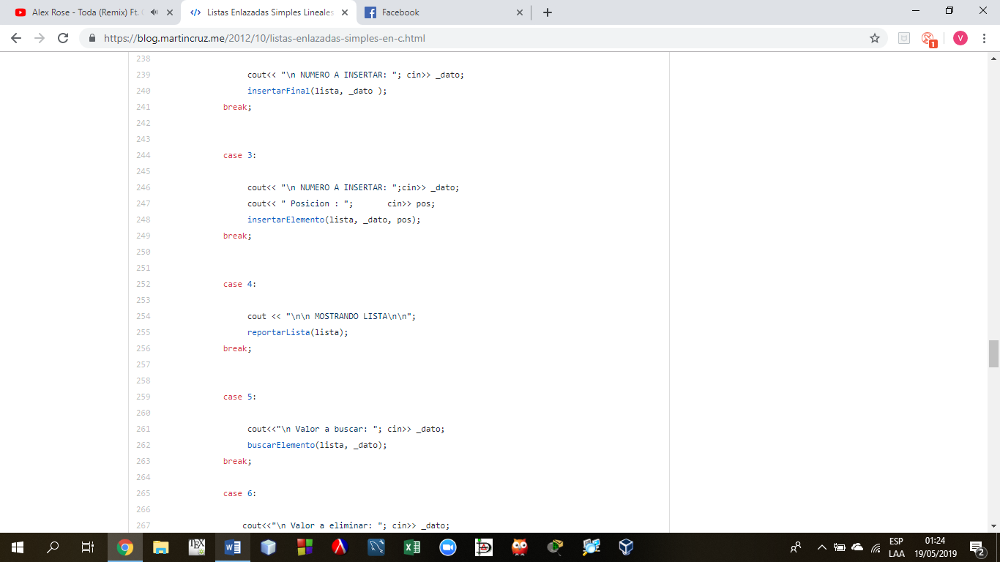 Alex Rose - Toda (Remix) Ft.
Listas Enlazadas Simples Lineales
Facebook
https://blog.martincruz.me/2012/10/listas-enlazadas-simples-en-c.html
1
V
238
239 cout<< "\n NUMERO A INSERTAR: "; cin>> _dato;
240 insertarFinal(lista, _dato );
241 break;
242
243
244 case 3:
245
246 cout<< "\n NUMERO A INSERTAR: ";cin>> _dato;
247 cout<< " Posicion : "; cin>> pos;
248 insertarElemento(lista, _dato, pos);
249 break;
250
251
252 case 4:
253
254 cout << "\n\n MOSTRANDO LISTA\n\n";
255 reportarLista(lista);
256 break;
257
258
259 case 5:
260
261 cout<<"\n Valor a buscar: "; cin>> _dato;
262 buscarElemento(lista, _dato);
263 break;
264
265 case 6:
266
267 cout<<"\n Valor a eliminar: "; cin>> _dato;
ESP
LAA
01:24
19/05/2019
2